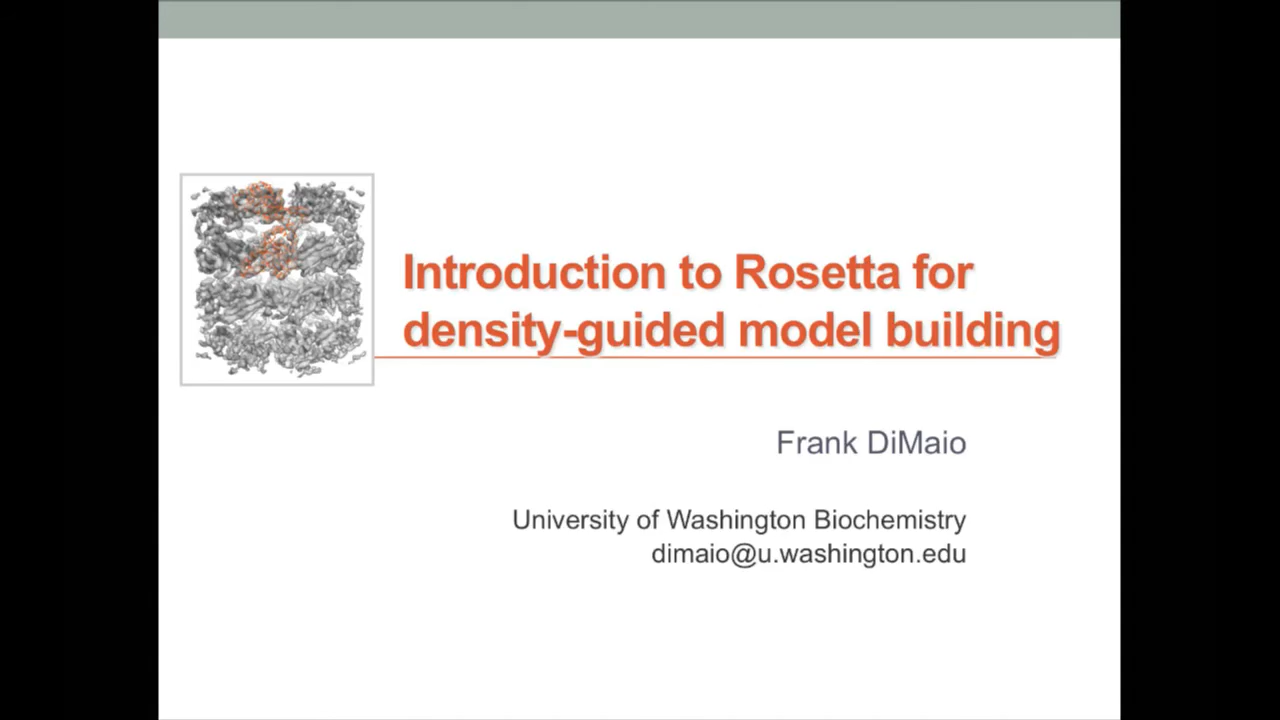 Introduction to Rosetta for
density-guided model building
Frank DiMaio
University of Washington Biochemistry
dimaio@u.washington.edu